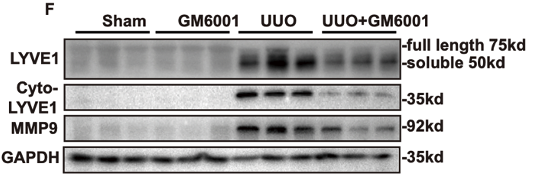 F
Sham GM6001 UUO UUO+GM6001
LYVE1 -full length 75kd
-soluble 50kd
Cyto-
LYVE1 -35kd
MMP9 -92kd
GAPDH -35kd